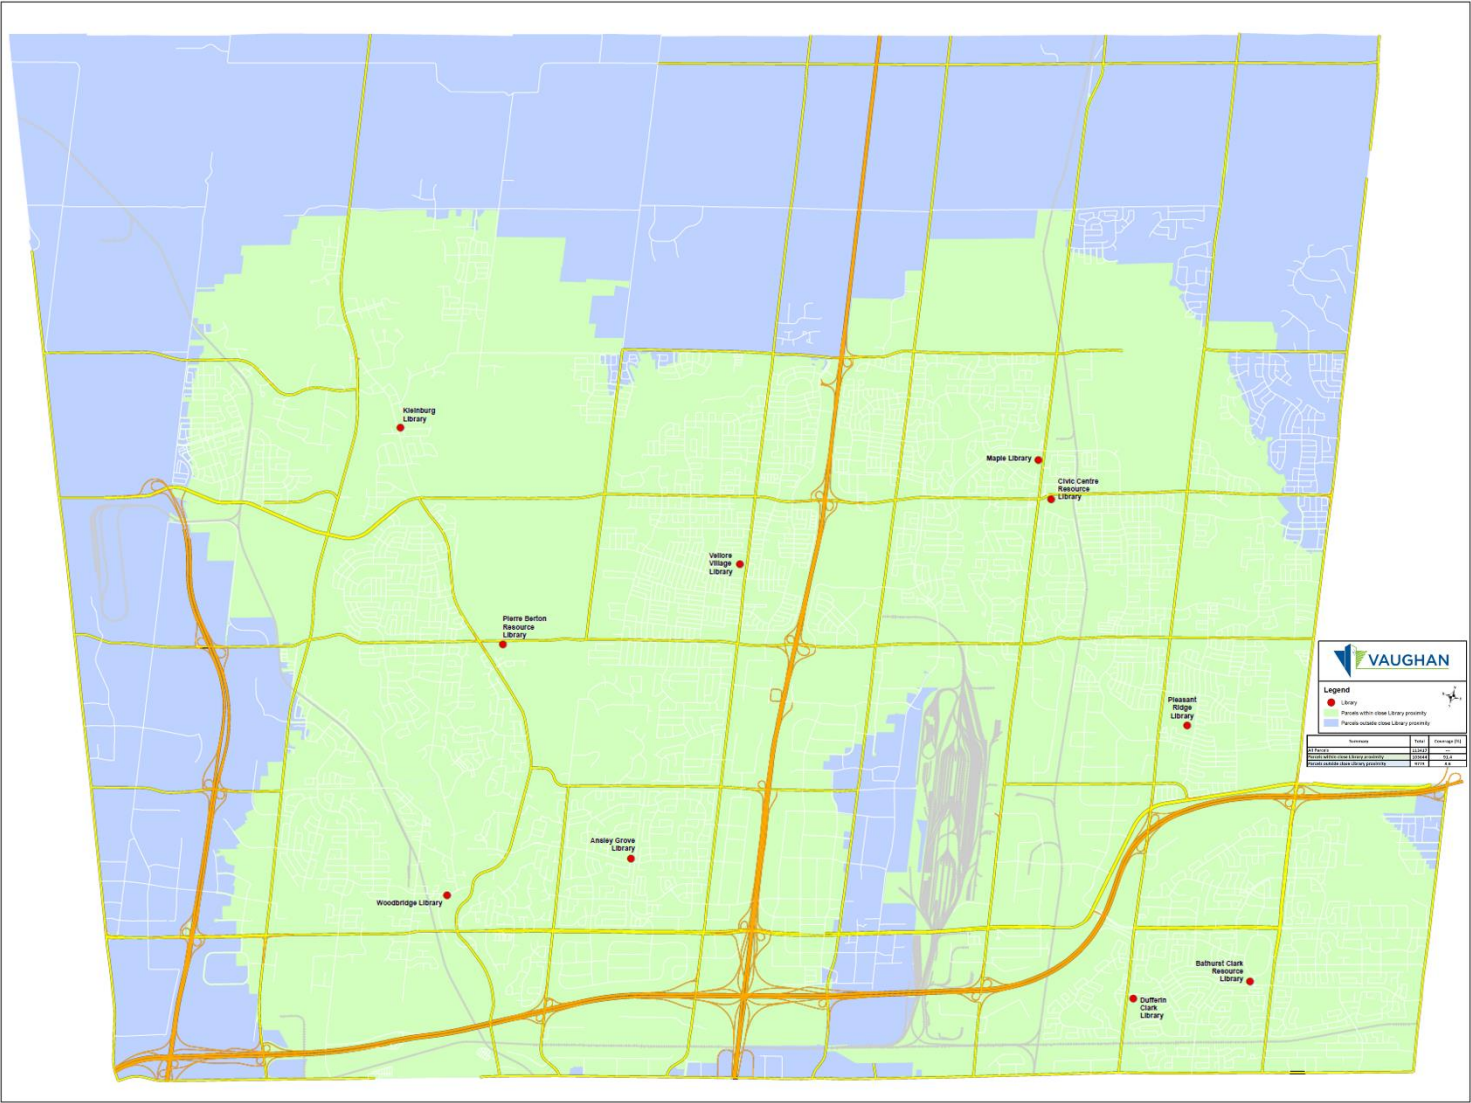 Kleinburg
Library
Maple Library
Civic Centre
Resource
Library
Vellore
Village
Library
Pierre Berton
Resource
Library
VAUGHAN
Legend
Library
Parcels within close Library proximity
Parcels outside close Library proximity
Pleasant
Ridge
Library
Summary Total Coverage (%)
All Parcels
Parcels within close Library proximity 91.4
Parcels outside close Library proximity
Ansley Grove
Library
Woodbridge Library
Bathurst Clark
Resource
Library
Dufferin
Clark
Library